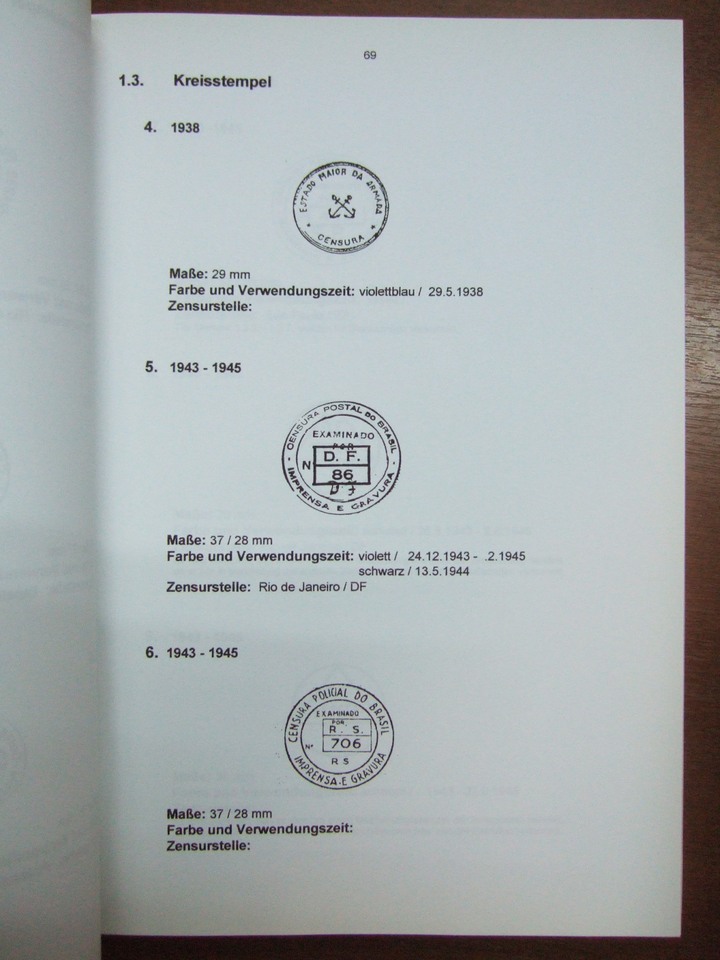 69
1.3. Kreisstempel
4. 1938
ESTADO MAIOR DA ARMADA
CENSURA
Maße: 29 mm
Farbe und Verwendungszeit: violettblau / 29.5.1938
Zensurstelle:
5. 1943 - 1945
CENSURA POSTAL DO BRASIL
EXAMINADO
POR
D. F.
N
86
D F
IMPRENSA E GRAVURA
Maße: 37 / 28 mm
Farbe und Verwendungszeit: violett / 24.12.1943 - .2.1945
schwarz / 13.5.1944
Zensurstelle: Rio de Janeiro / DF
6. 1943 - 1945
CENSURA POLICIAL DO BRASIL
EXAMINADO
POR
R. S.
Nº 706
R S
IMPRENSA E GRAVURA
Maße: 37 / 28 mm
Farbe und Verwendungszeit:
Zensurstelle: